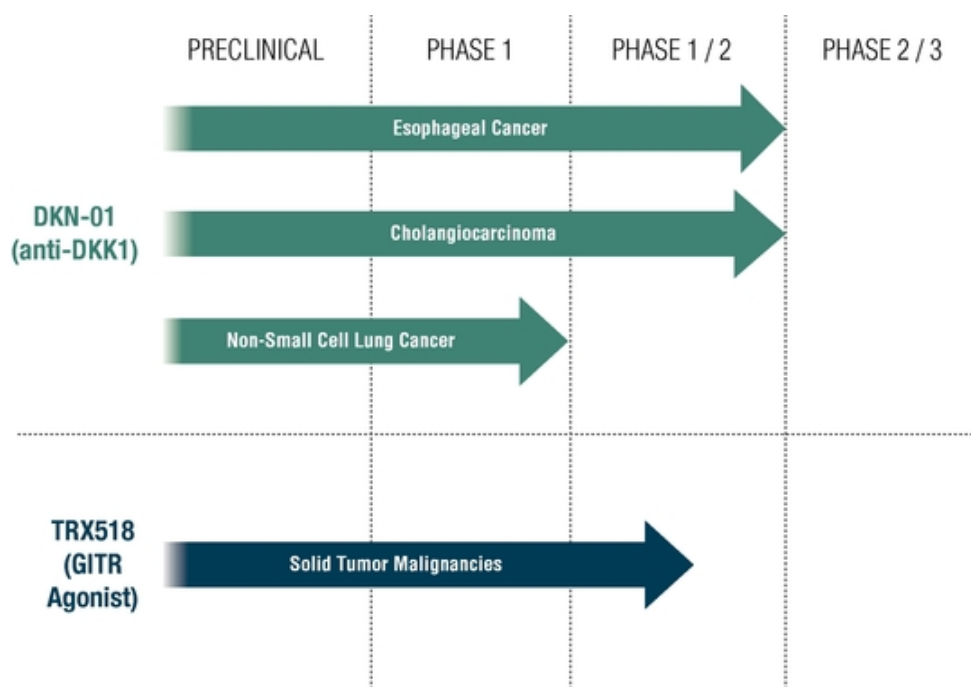 PRECLINICAL PHASE 1 PHASE 1 / 2 PHASE 2 / 3
Esophageal Cancer
DKN-01
(anti-DKK1)
Cholangiocarcinoma
Non-Small Cell Lung Cancer
TRX518
(GITR
Agonist)
Solid Tumor Malignancies